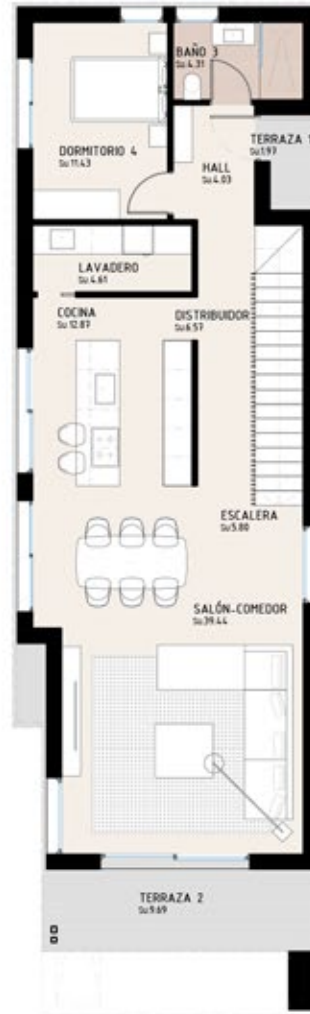 BAÑO 3
Su:4.31
DORMITORIO 4
Su:11.43
TERRAZA 1
Su:1.97
HALL
Su:4.03
LAVADERO
Su:4.61
COCINA
Su:12.87
DISTRIBUIDOR
Su:6.57
ESCALERA
Su:5.80
SALÓN-COMEDOR
Su:39.44
TERRAZA 2
Su:9.69